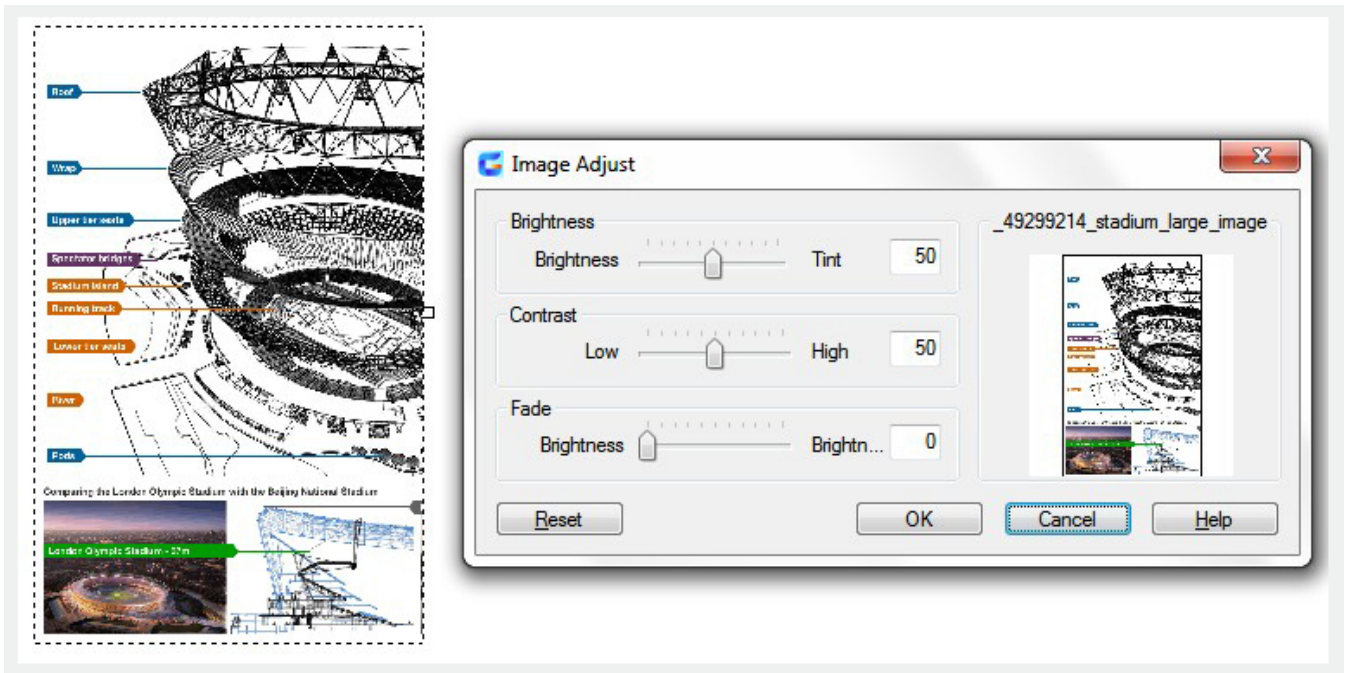 Roof
Wrap
Upper tier seats
Spectator bridges
Stadium island
Running track
Lower tier seats
River
Pods
Comparing the London Olympic Stadium with the Beijing National Stadium
London Olympic Stadium - 67m
Image Adjust
Brightness
Brightness
Tint
50
Contrast
Low
High
50
Fade
Brightness
Brightn...
0
_49299214_stadium_large_image
Reset
OK
Cancel
Help